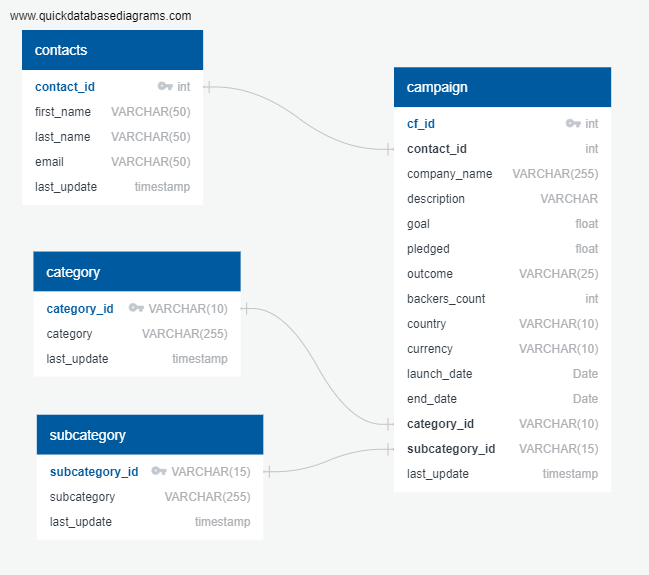 www.quickdatabasediagrams.com
contacts
contact_id int
first_name VARCHAR(50)
last_name VARCHAR(50)
email VARCHAR(50)
last_update timestamp
campaign
cf_id int
contact_id int
company_name VARCHAR(255)
description VARCHAR
goal float
pledged float
outcome VARCHAR(25)
backers_count int
country VARCHAR(10)
currency VARCHAR(10)
launch_date Date
end_date Date
category_id VARCHAR(10)
subcategory_id VARCHAR(15)
last_update timestamp
category
category_id VARCHAR(10)
category VARCHAR(255)
last_update timestamp
subcategory
subcategory_id VARCHAR(15)
subcategory VARCHAR(255)
last_update timestamp